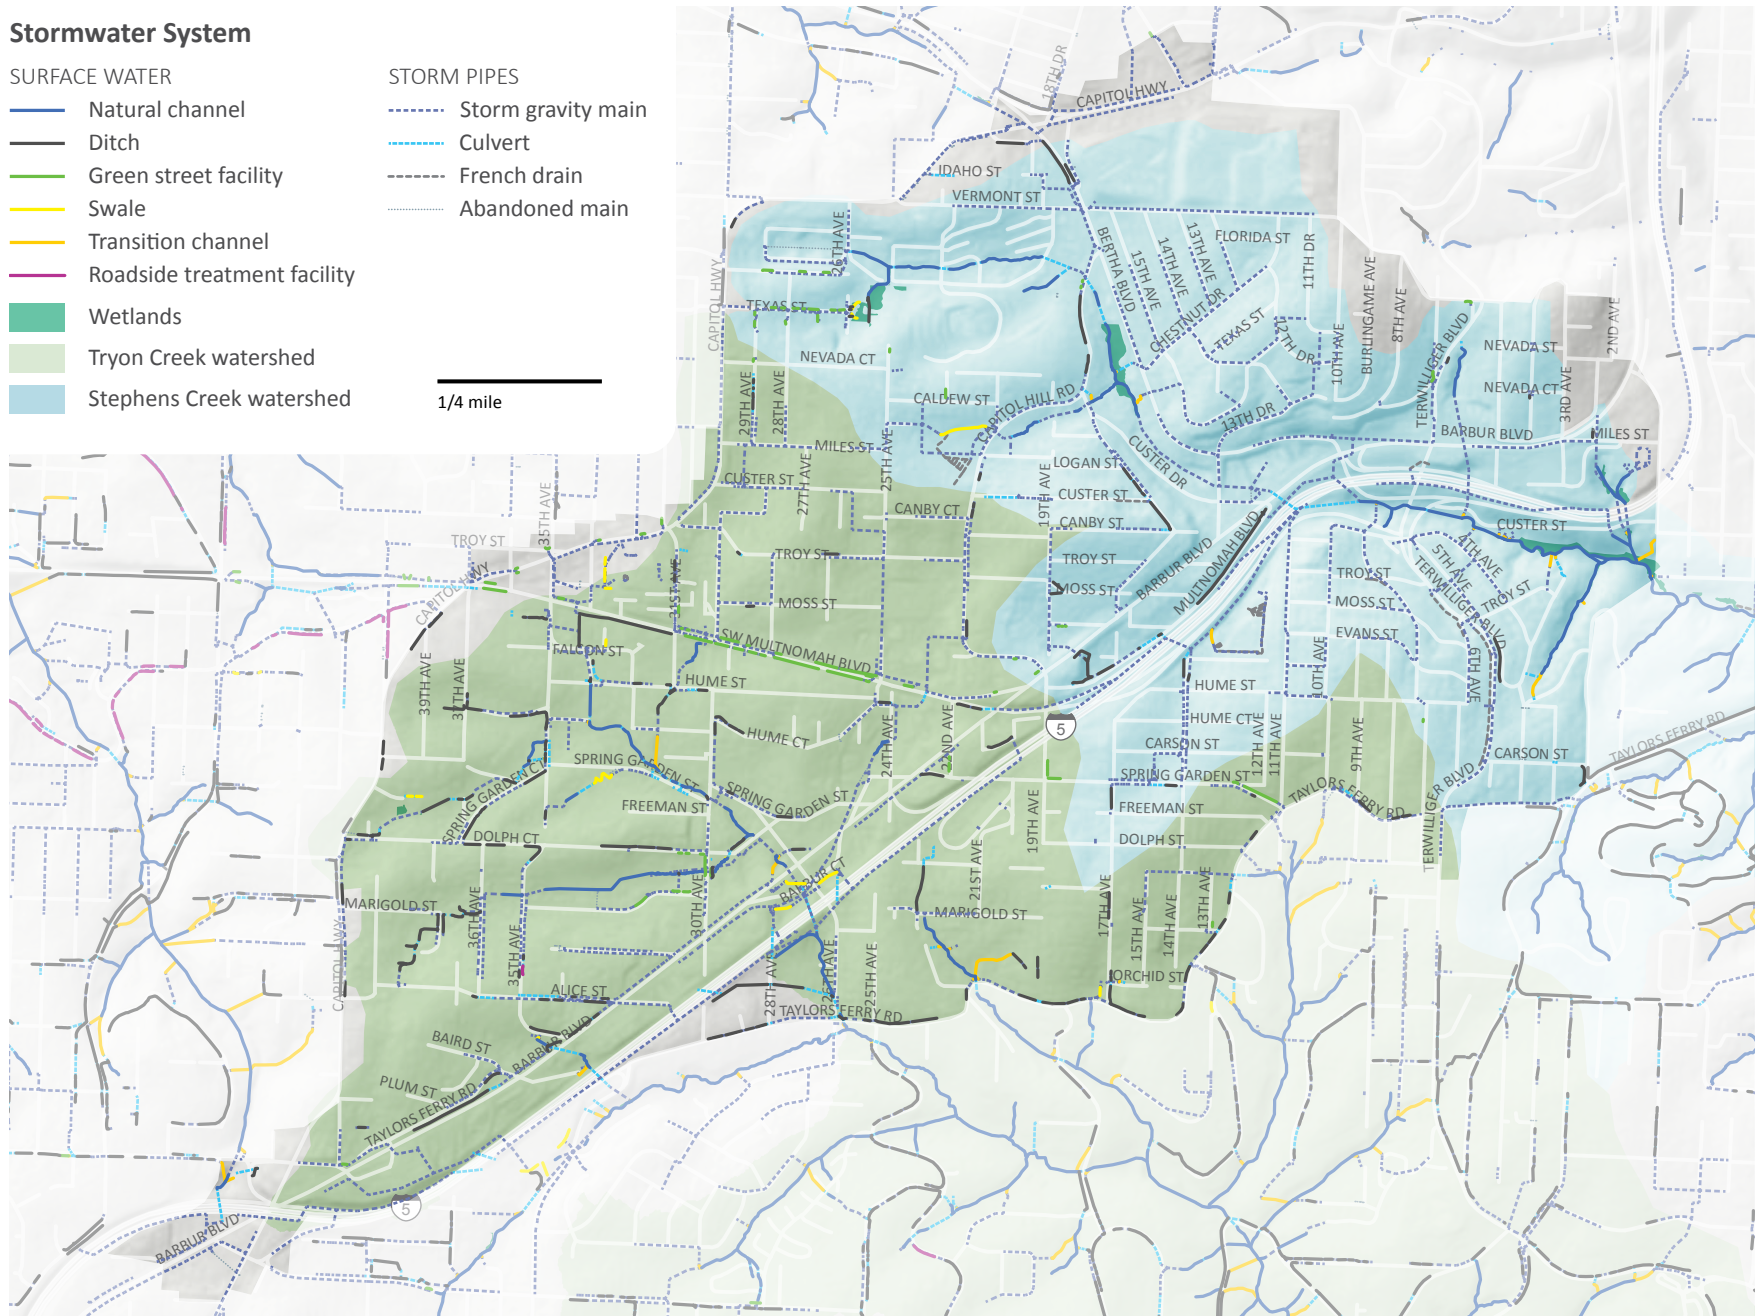 Stormwater System
SURFACE WATER
Natural channel
Ditch
Green street facility
Swale
Transition channel
Roadside treatment facility
Wetlands
Tryon Creek watershed
Stephens Creek watershed
STORM PIPES
Storm gravity main
Culvert
French drain
Abandoned main
1/4 mile
18TH DR
CAPITOL HWY
IDAHO ST
VERMONT ST
26TH AVE
CAPITOL HWY
TEXAS ST
NEVADA CT
BERTHA BLVD
15TH AVE
14TH AVE
13TH AVE
FLORIDA ST
11TH DR
CHESTNUT DR
TEXAS ST
12TH DR
10TH AVE
BURLINGAME AVE
8TH AVE
TERWILLIGER BLVD
NEVADA ST
NEVADA CT
3RD AVE
2ND AVE
29TH AVE
28TH AVE
CALDEW ST
CAPITOL HILL RD
13TH DR
BARBUR BLVD
MILES ST
MILES ST
25TH AVE
27TH AVE
CUSTER ST
CANBY CT
LOGAN ST
CUSTER ST
CANBY ST
19TH AVE
CUSTER DR
35TH AVE
TROY ST
CAPITOL HWY
31ST AVE
TROY ST
MOSS ST
TROY ST
MOSS ST
BARBUR BLVD
MULTNOMAH BLVD
CUSTER ST
4TH AVE
5TH AVE
TERWILLIGER BLVD
TROY ST
TROY ST
MOSS ST
EVANS ST
6TH AVE
10TH AVE
SW MULTNOMAH BLVD
FALCON ST
HUME ST
39TH AVE
37TH AVE
HUME CT
24TH AVE
22ND AVE
5
HUME ST
HUME CT
CARSON ST
12TH AVE
11TH AVE
9TH AVE
CARSON ST
TAYLORS FERRY RD
SPRING GARDEN CT
SPRING GARDEN ST
SPRING GARDEN ST
SPRING GARDEN ST
TAYLORS FERRY RD
TERWILLIGER BLVD
FREEMAN ST
FREEMAN ST
DOLPH CT
DOLPH ST
19TH AVE
21ST AVE
BARBUR CT
MARIGOLD ST
36TH AVE
35TH AVE
30TH AVE
MARIGOLD ST
17TH AVE
15TH AVE
14TH AVE
13TH AVE
ORCHID ST
CAPITOL HWY
ALICE ST
28TH AVE
25TH AVE
TAYLORS FERRY RD
BAIRD ST
BARBUR BLVD
PLUM ST
TAYLORS FERRY RD
5
BARBUR BLVD